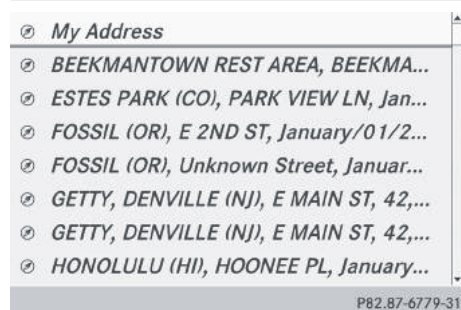 My Address
BEEKMANTOWN REST AREA, BEEKMA...
ESTES PARK (CO), PARK VIEW LN, Jan...
FOSSIL (OR), E 2ND ST, January/01/2...
FOSSIL (OR), Unknown Street, Januar...
GETTY, DENVILLE (NJ), E MAIN ST, 42,...
GETTY, DENVILLE (NJ), E MAIN ST, 42,...
HONOLULU (HI), HOONEE PL, January...
P82.87-6779-31